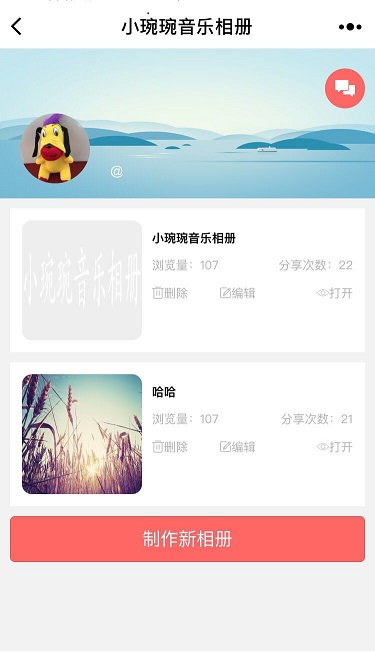 小琬琬音乐相册
@
小琬琬音乐相册
小琬琬音乐相册
浏览量：107 分享次数：22
删除 编辑 打开
哈哈
浏览量：107 分享次数：21
删除 编辑 打开
制作新相册